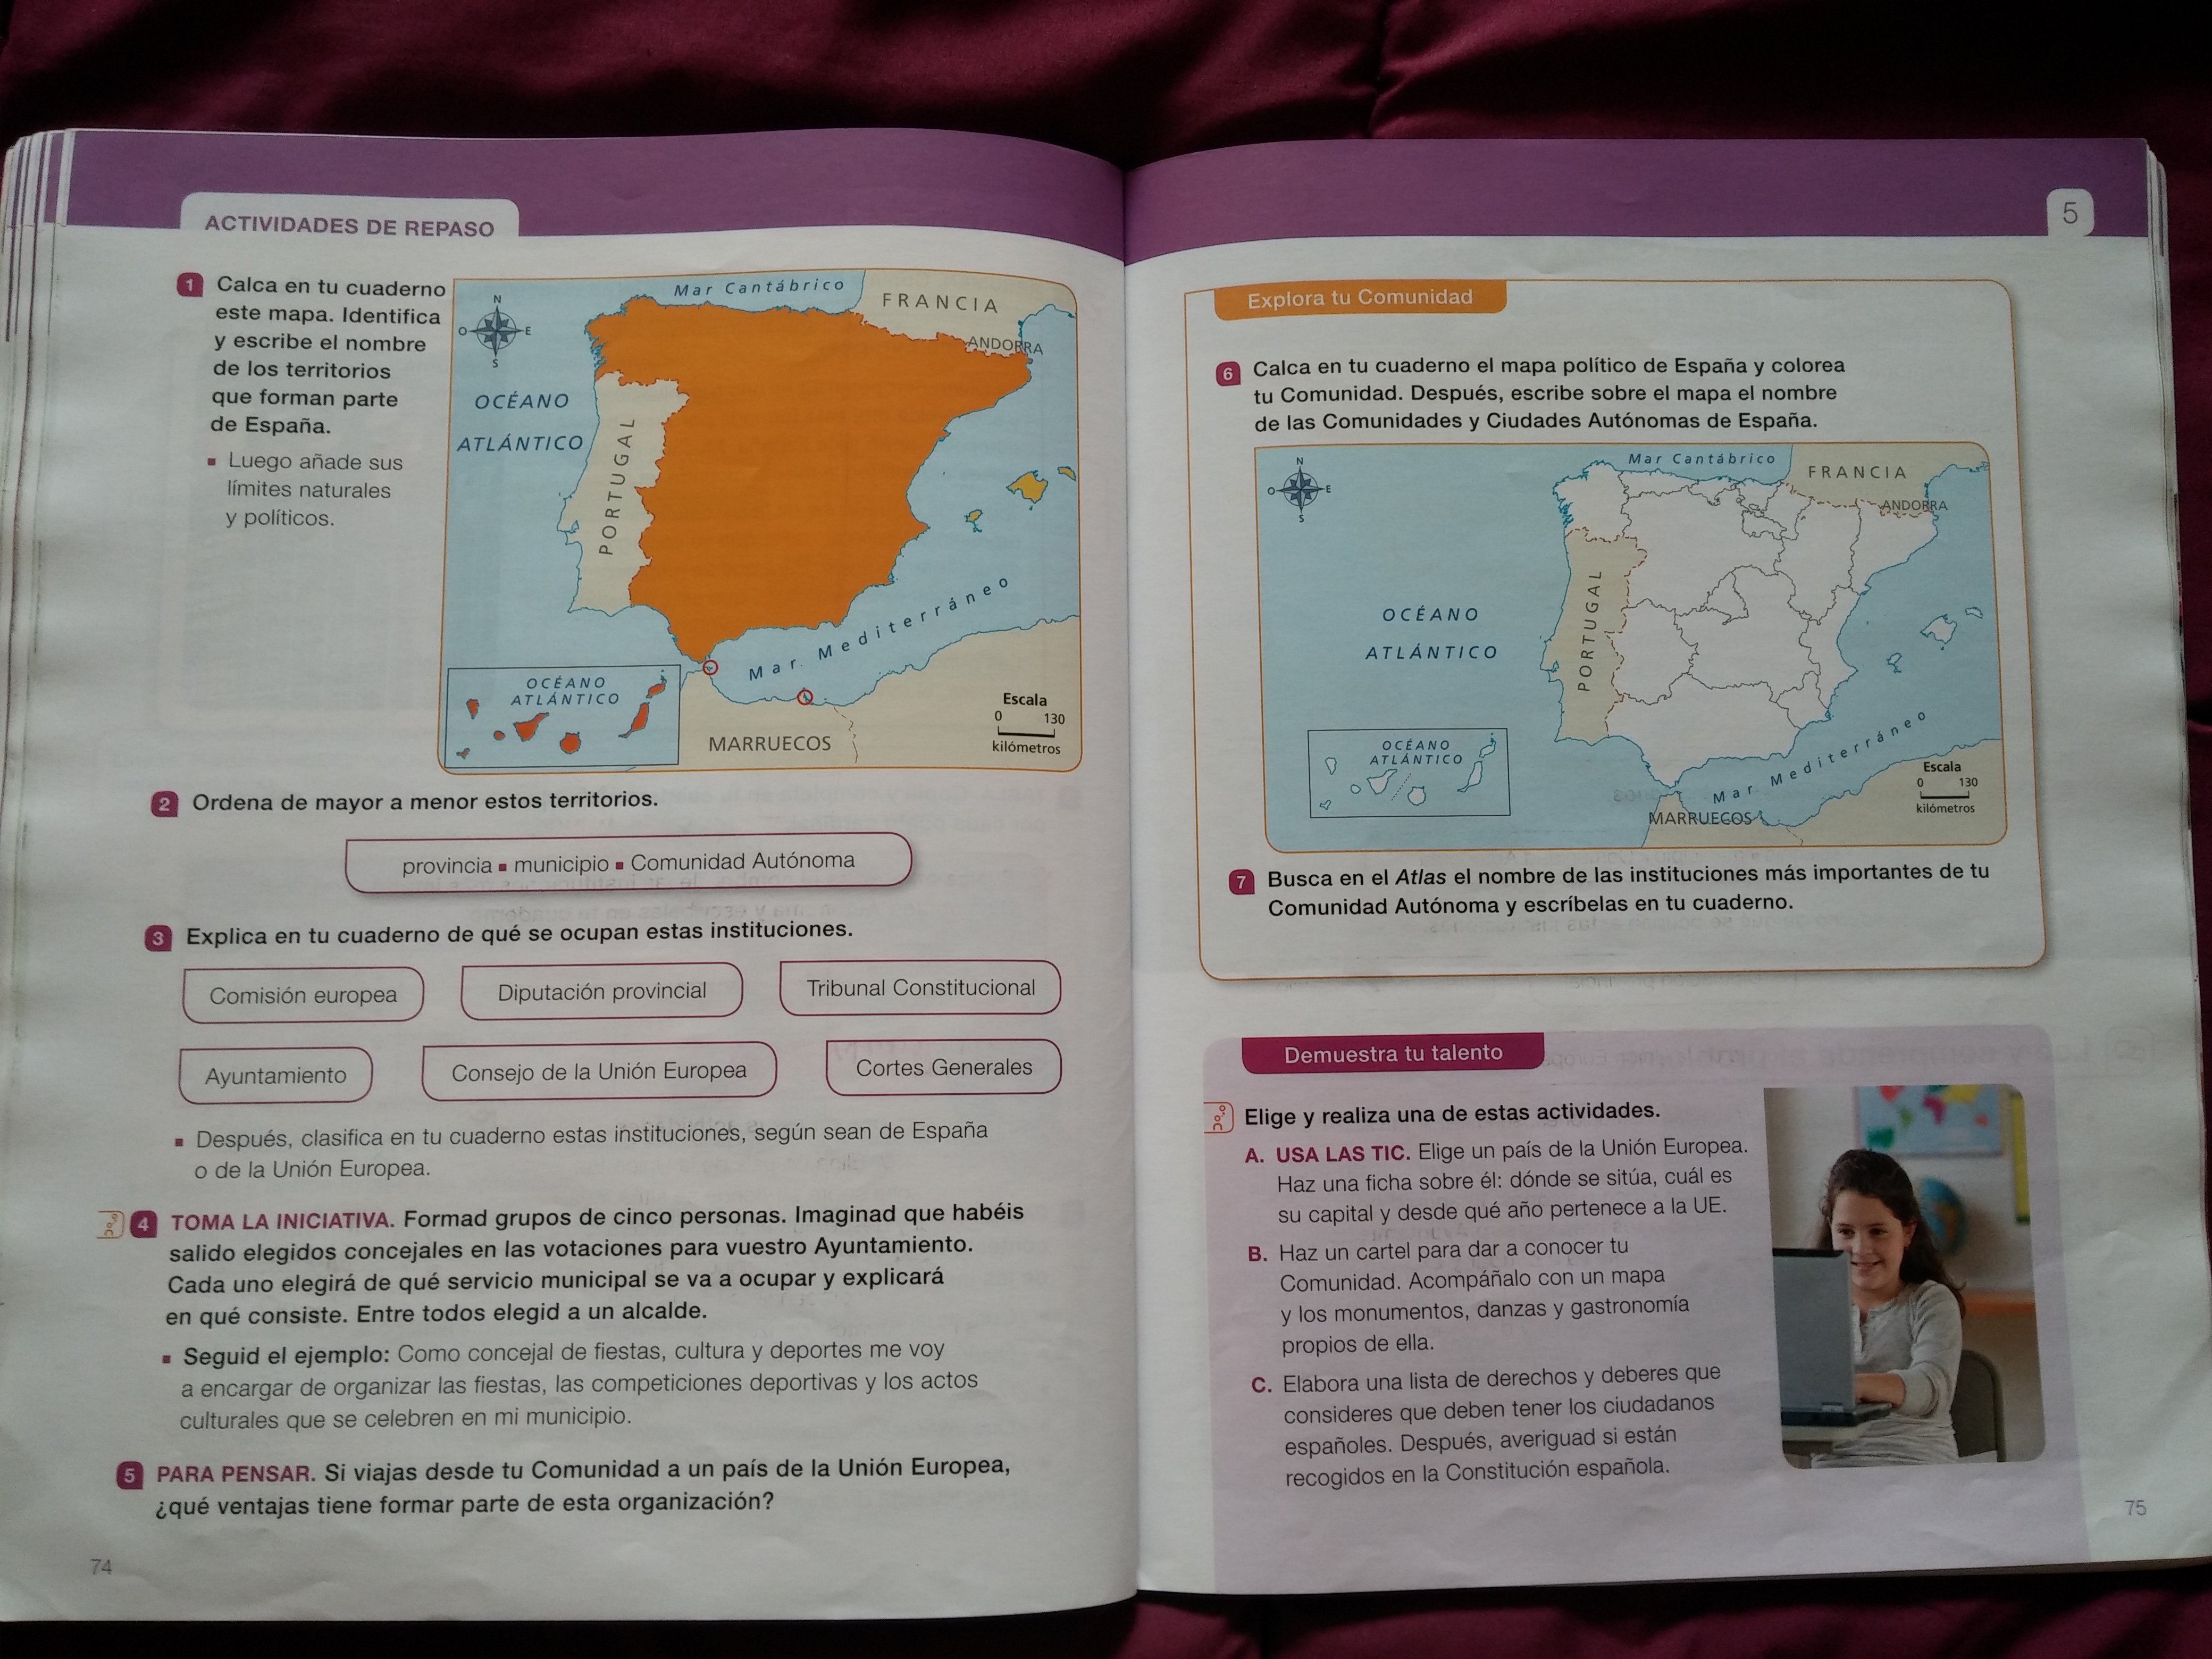 ACTIVIDADES DE REPASO
1 Calca en tu cuaderno
este mapa. Identifica
y escribe el nombre
de los territorios
que forman parte
de España.
▪ Luego añade sus
límites naturales
y políticos.
N
O E
S
Mar Cantábrico
FRANCIA
ANDORRA
OCÉANO
ATLÁNTICO
PORTUGAL
Mar Mediterráneo
OCÉANO
ATLÁNTICO
MARRUECOS
Escala
0 130
kilómetros
2 Ordena de mayor a menor estos territorios.
provincia ▪ municipio ▪ Comunidad Autónoma
3 Explica en tu cuaderno de qué se ocupan estas instituciones.
Comisión europea Diputación provincial Tribunal Constitucional
Ayuntamiento Consejo de la Unión Europea Cortes Generales
▪ Después, clasifica en tu cuaderno estas instituciones, según sean de España
o de la Unión Europea.
4 TOMA LA INICIATIVA. Formad grupos de cinco personas. Imaginad que habéis
salido elegidos concejales en las votaciones para vuestro Ayuntamiento.
Cada uno elegirá de qué servicio municipal se va a ocupar y explicará
en qué consiste. Entre todos elegid a un alcalde.
▪ Seguid el ejemplo: Como concejal de fiestas, cultura y deportes me voy
a encargar de organizar las fiestas, las competiciones deportivas y los actos
culturales que se celebren en mi municipio.
5 PARA PENSAR. Si viajas desde tu Comunidad a un país de la Unión Europea,
¿qué ventajas tiene formar parte de esta organización?
74
5
Explora tu Comunidad
6 Calca en tu cuaderno el mapa político de España y colorea
tu Comunidad. Después, escribe sobre el mapa el nombre
de las Comunidades y Ciudades Autónomas de España.
N
O E
S
Mar Cantábrico
FRANCIA
ANDORRA
OCÉANO
ATLÁNTICO
PORTUGAL
Mar Mediterráneo
OCÉANO
ATLÁNTICO
MARRUECOS
Escala
0 130
kilómetros
7 Busca en el Atlas el nombre de las instituciones más importantes de tu
Comunidad Autónoma y escríbelas en tu cuaderno.
Demuestra tu talento
Elige y realiza una de estas actividades.
A. USA LAS TIC. Elige un país de la Unión Europea.
Haz una ficha sobre él: dónde se sitúa, cuál es
su capital y desde qué año pertenece a la UE.
B. Haz un cartel para dar a conocer tu
Comunidad. Acompáñalo con un mapa
y los monumentos, danzas y gastronomía
propios de ella.
C. Elabora una lista de derechos y deberes que
consideres que deben tener los ciudadanos
españoles. Después, averiguad si están
recogidos en la Constitución española.
75